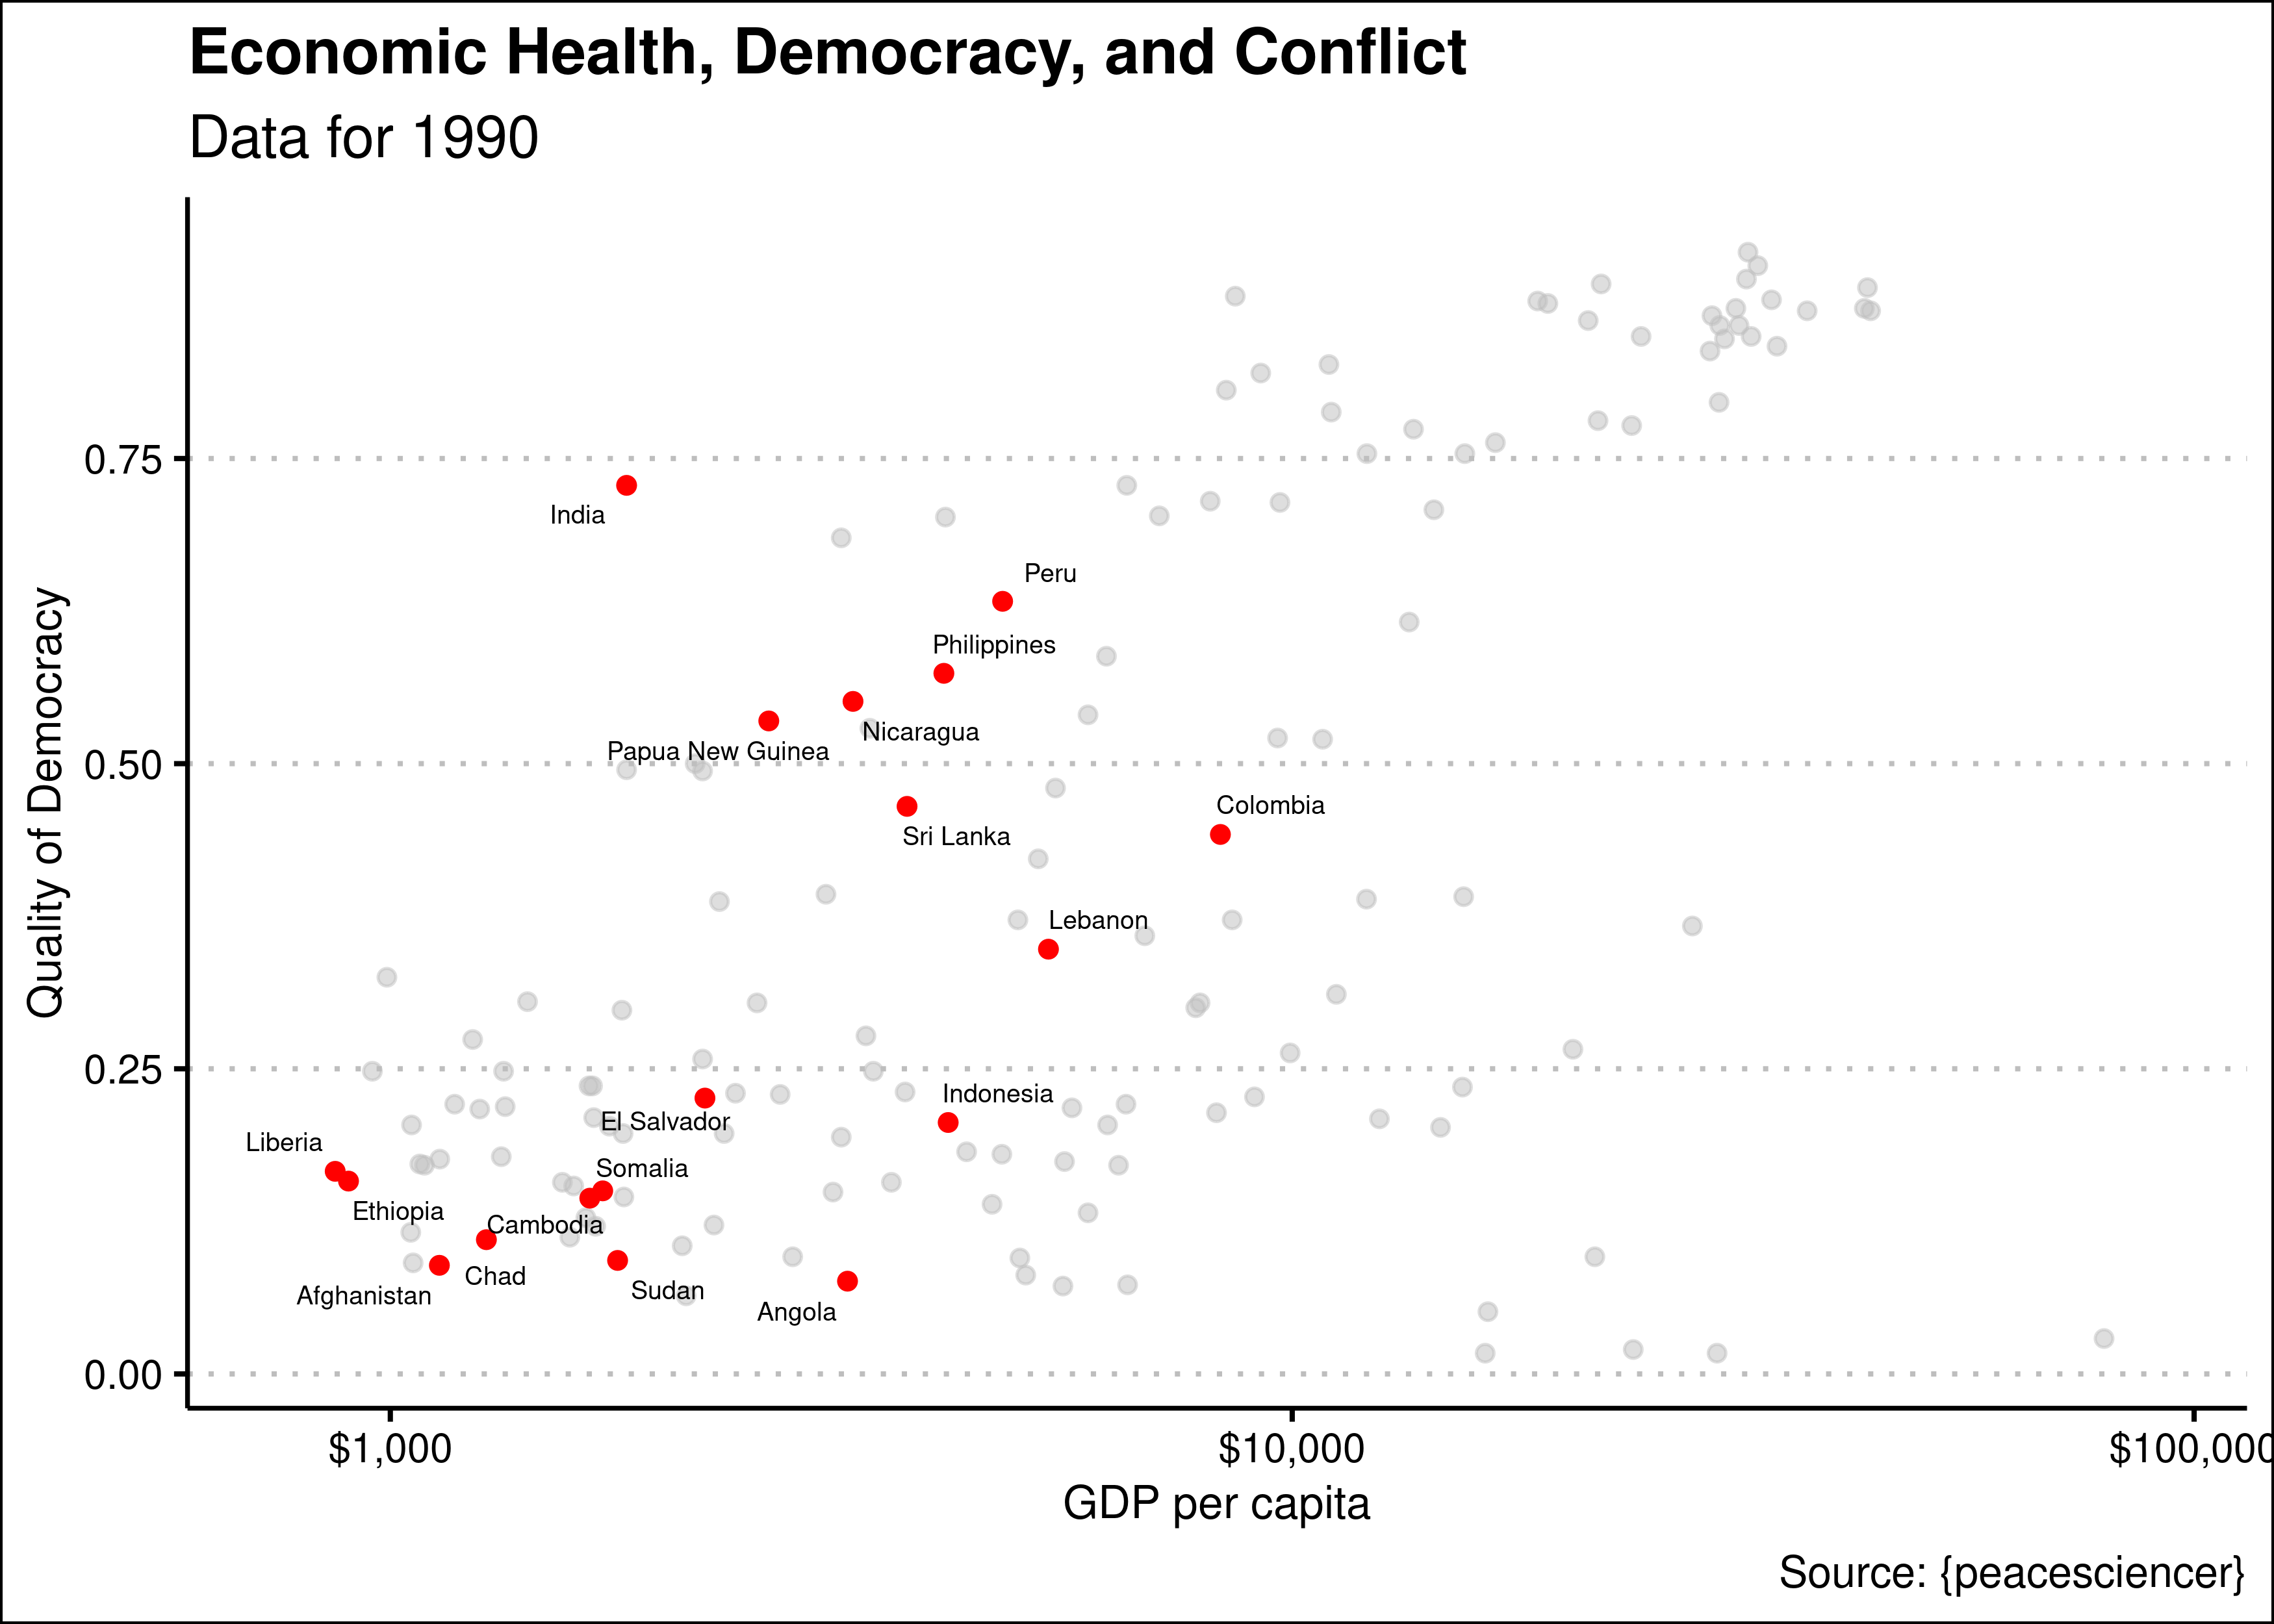 Economic Health, Democracy, and Conflict
Data for 1990
Quality of Democracy
0.75
0.50
0.25
0.00
India
Peru
Philippines
Nicaragua
Papua New Guinea
Sri Lanka
Colombia
Lebanon
Indonesia
El Salvador
Liberia
Somalia
Ethiopia
Cambodia
Chad
Afghanistan
Sudan
Angola
$1,000
$10,000
$100,000
GDP per capita
Source: {peacesciencer}